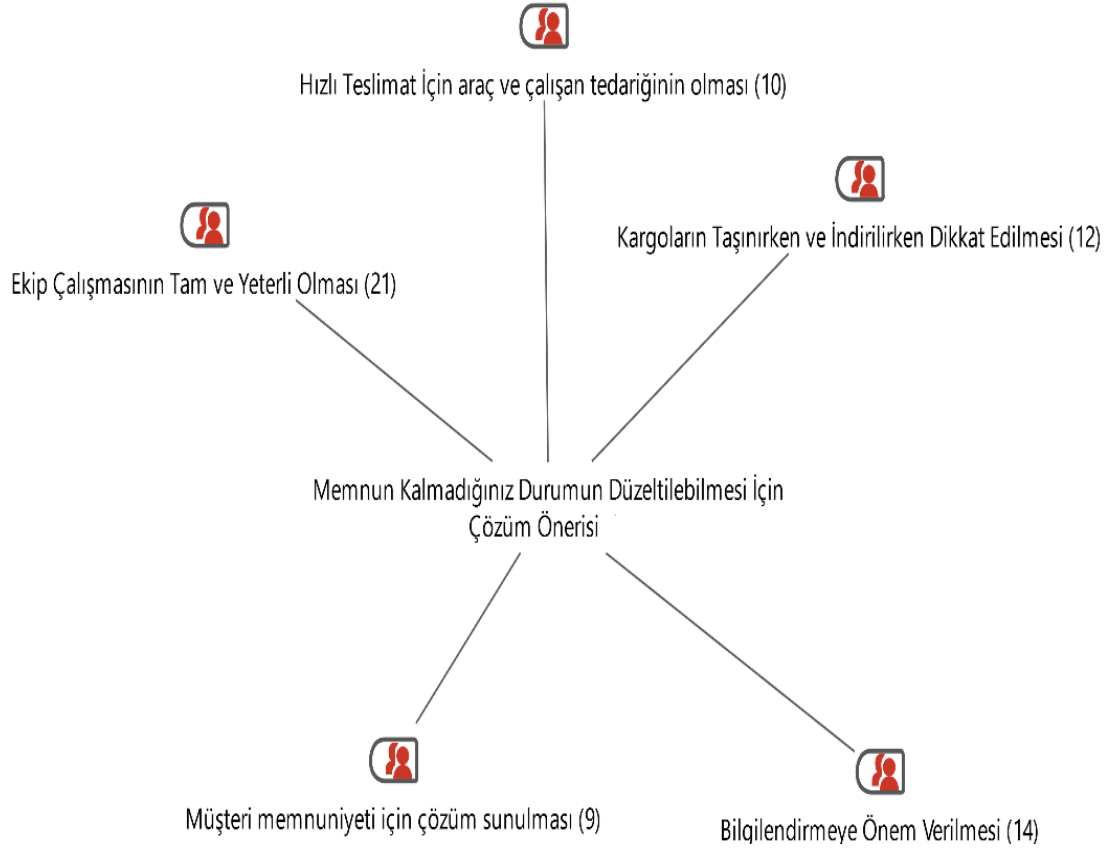 Hızlı Teslimat İçin araç ve çalışan tedariğinin olması (10)
Kargoların Taşınırken ve İndirilirken Dikkat Edilmesi (12)
Ekip Çalışmasının Tam ve Yeterli Olması (21)
Memnun Kalmadığınız Durumun Düzeltilebilmesi İçin
Çözüm Önerisi
Müşteri memnuniyeti için çözüm sunulması (9)
Bilgilendirmeye Önem Verilmesi (14)